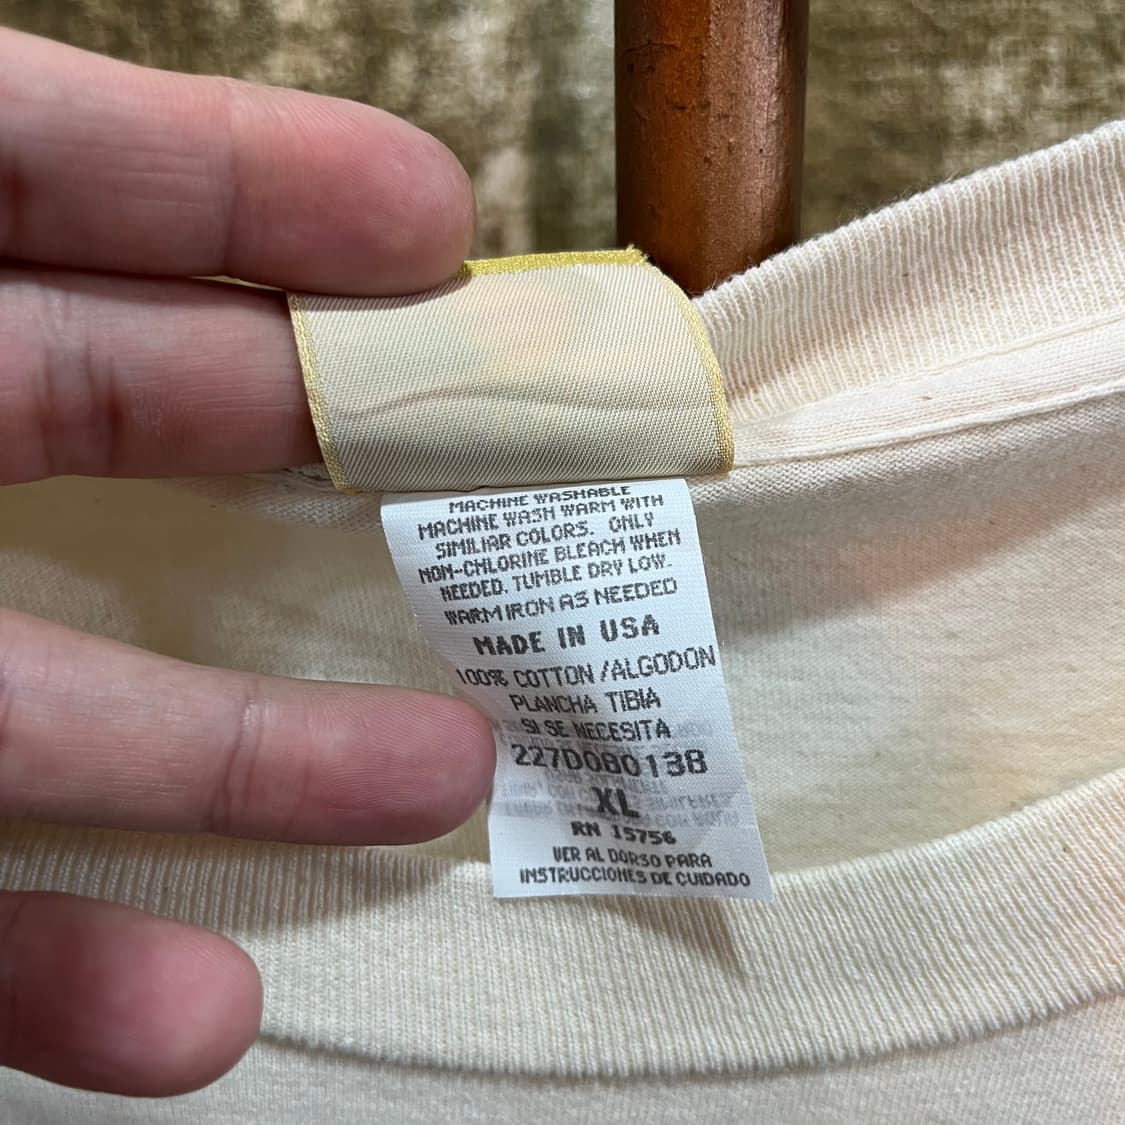 MACHINE WASHABLE
MACHINE WASH WARM WITH
SIMILIAR COLORS. ONLY
NON-CHLORINE BLEACH WHEN
NEEDED. TUMBLE DRY LOW.
WARM IRON AS NEEDED
MADE IN USA
100% COTTON /ALGODON
PLANCHA TIBIA
SI SE NECESITA
227D080138
XL
RN 15756
VER AL DORSO PARA
INSTRUCCIONES DE CUIDADO